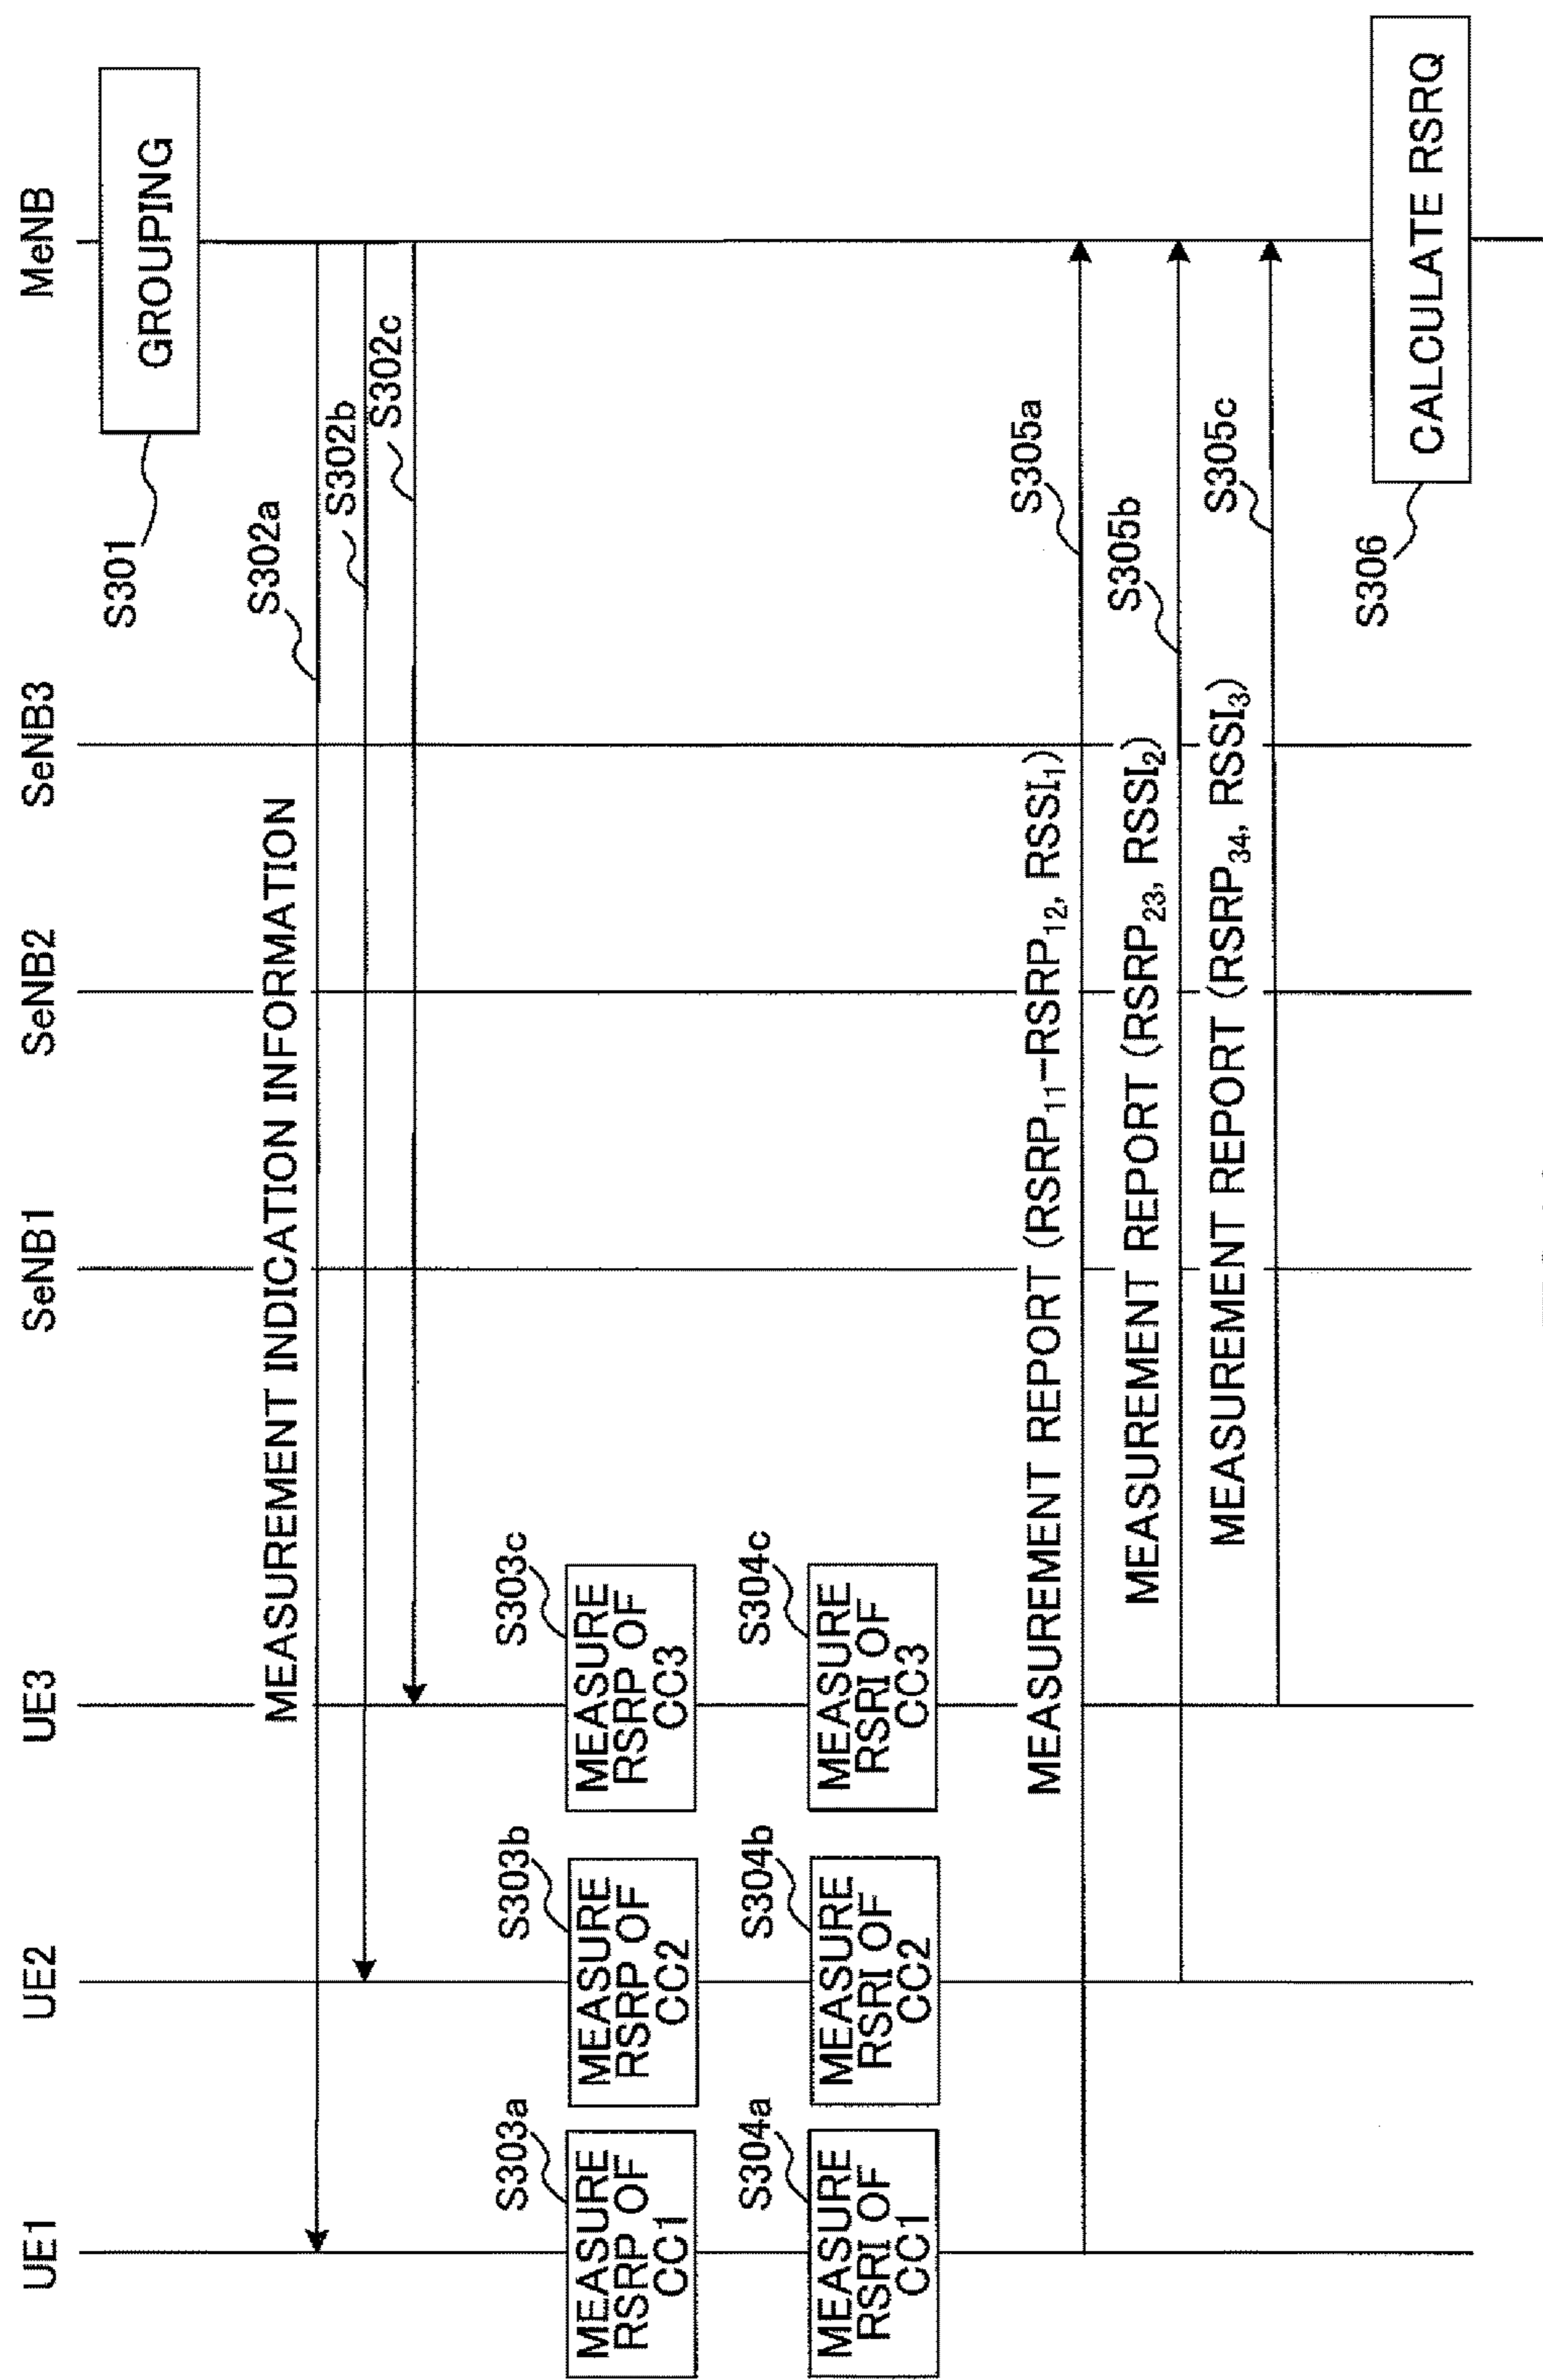 UE1
UE2
UE3
SeNB1
SeNB2
SeNB3
MeNB
GROUPING
S301
MEASUREMENT INDICATION INFORMATION
S302a
S302b
S302c
S303a
S303b
S303c
MEASURE
RSRP OF
CC1
MEASURE
RSRP OF
CC2
MEASURE
RSRP OF
CC3
S304a
S304b
S304c
MEASURE
RSRI OF
CC1
MEASURE
RSRI OF
CC2
MEASURE
RSRI OF
CC3
MEASUREMENT REPORT (RSRP₁₁-RSRP₁₂, RSSI₁)
S305a
MEASUREMENT REPORT (RSRP₂₃, RSSI₂)
S305b
MEASUREMENT REPORT (RSRP₃₄, RSSI₃)
S305c
S306
CALCULATE RSRQ